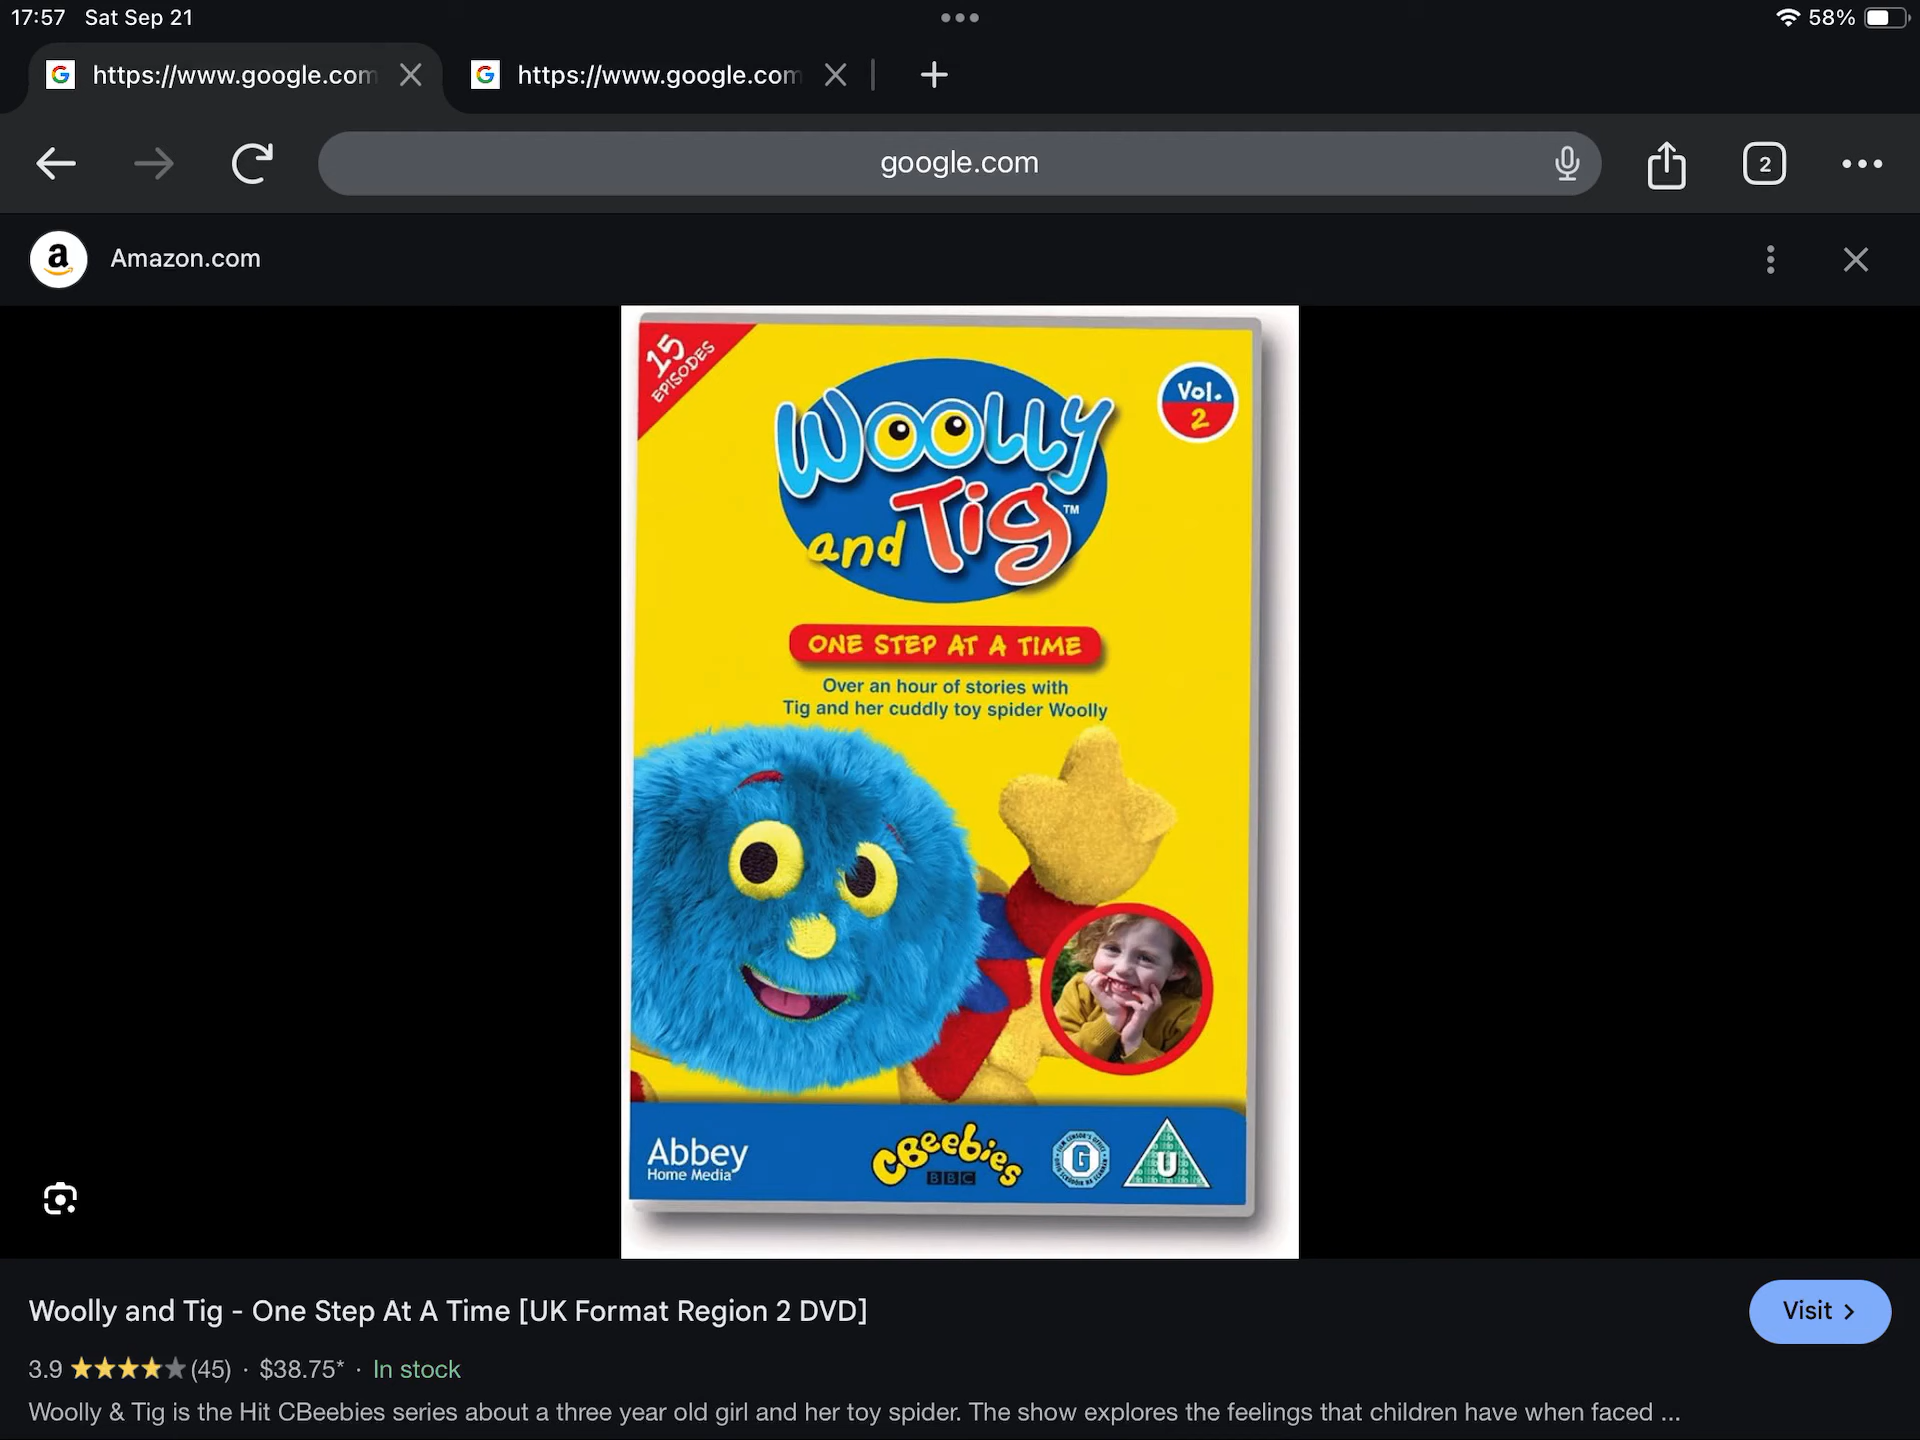 17:57 Sat Sep 21
58%
https://www.google.com
https://www.google.com
google.com
2
a
Amazon.com
15
EPISODES
Vol.
2
Woolly
and Tig™
ONE STEP AT A TIME
Over an hour of stories with
Tig and her cuddly toy spider Woolly
Abbey
Home Media
CBeebies
BBC
G
U
Woolly and Tig - One Step At A Time [UK Format Region 2 DVD]
Visit >
3.9 ★★★★★ (45) · $38.75* · In stock
Woolly & Tig is the Hit CBeebies series about a three year old girl and her toy spider. The show explores the feelings that children have when faced ...